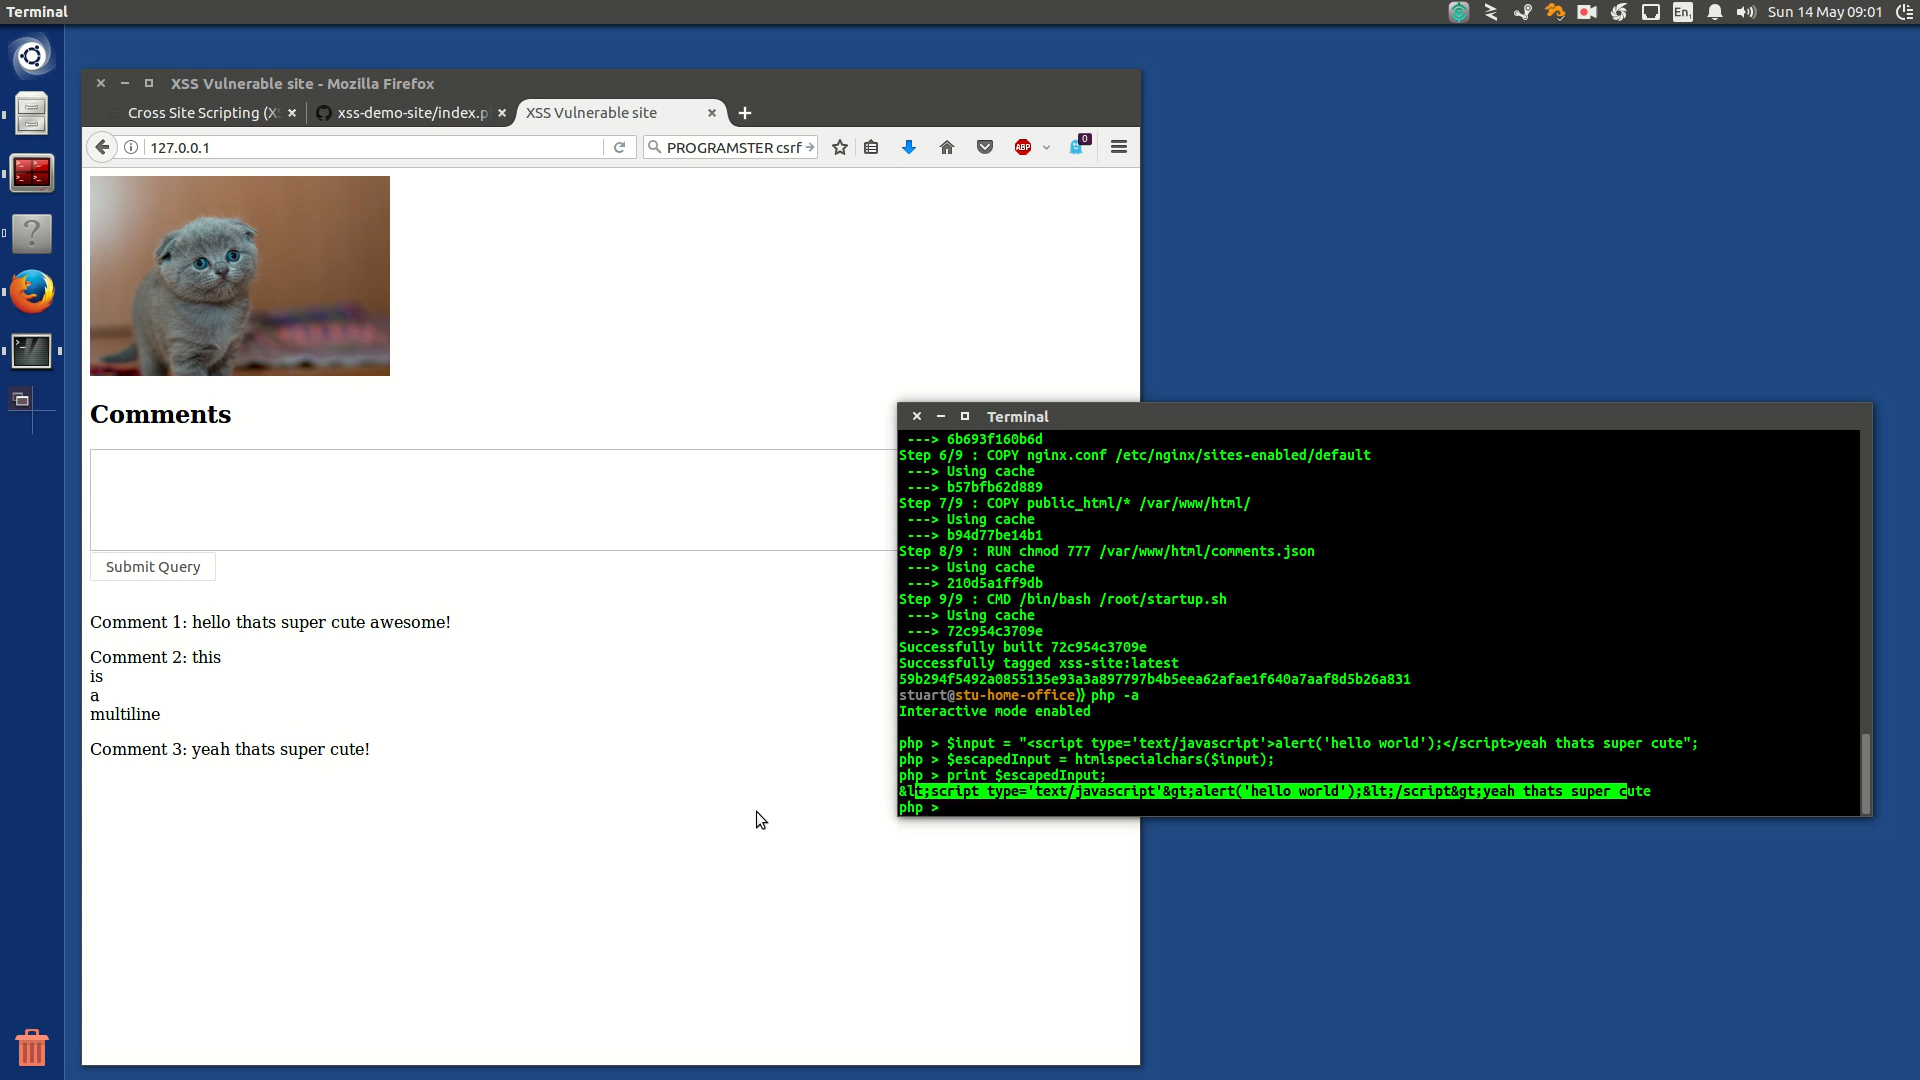 Terminal
En
Sun 14 May 09:01
XSS Vulnerable site - Mozilla Firefox
Cross Site Scripting (XS
xss-demo-site/index.p
XSS Vulnerable site
127.0.0.1
PROGRAMSTER csrf
ABP
0
Comments
Submit Query
Comment 1: hello thats super cute awesome!
Comment 2: this
is
a
multiline
Comment 3: yeah thats super cute!
Terminal
---> 6b693f160b6d
Step 6/9 : COPY nginx.conf /etc/nginx/sites-enabled/default
---> Using cache
---> b57bfb62d889
Step 7/9 : COPY public_html/* /var/www/html/
---> Using cache
---> b94d77be14b1
Step 8/9 : RUN chmod 777 /var/www/html/comments.json
---> Using cache
---> 210d5a1ff9db
Step 9/9 : CMD /bin/bash /root/startup.sh
---> Using cache
---> 72c954c3709e
Successfully built 72c954c3709e
Successfully tagged xss-site:latest
59b294f5492a0855135e93a3a897797b4b5eea62afae1f640a7aaf8d5b26a831
stuart@stu-home-office⟫ php -a
Interactive mode enabled
php > $input = "<script type='text/javascript'>alert('hello world');</script>yeah thats super cute";
php > $escapedInput = htmlspecialchars($input);
php > print $escapedInput;
&lt;script type='text/javascript'&gt;alert('hello world');&lt;/script&gt;yeah thats super cute
php >